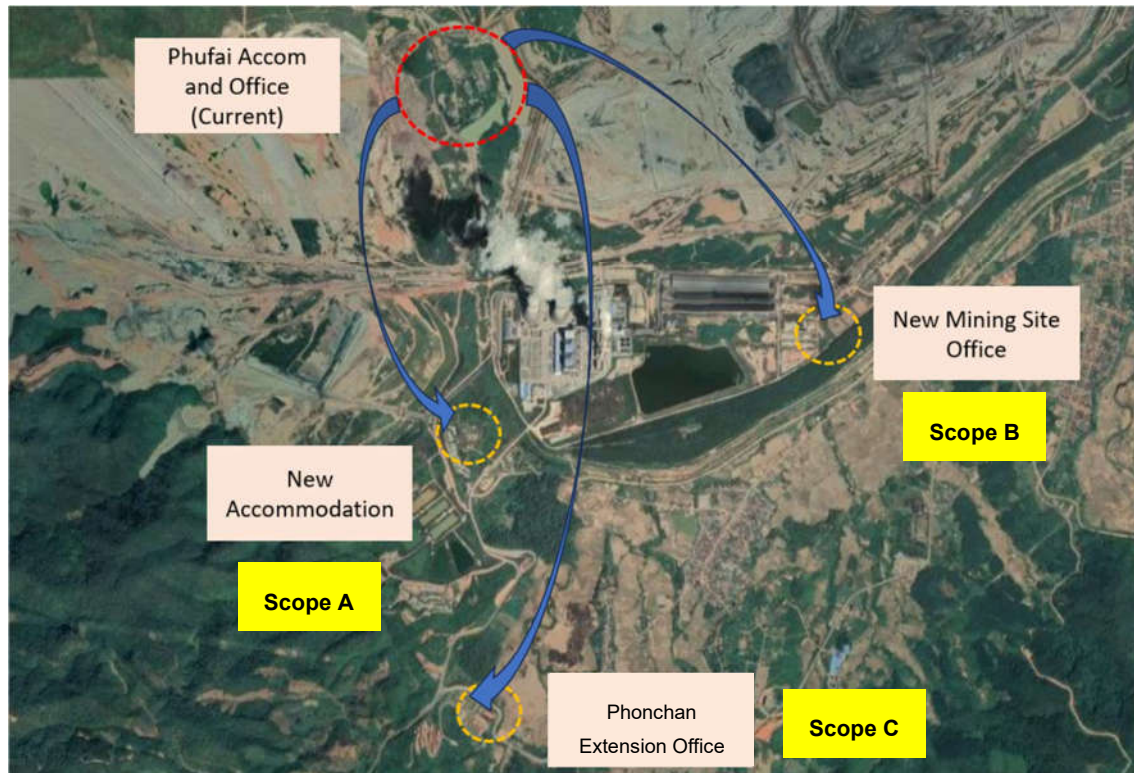 Phufai Accom
and Office
(Current)
New Mining Site
Office
Scope B
New
Accommodation
Scope A
Phonchan
Extension Office
Scope C